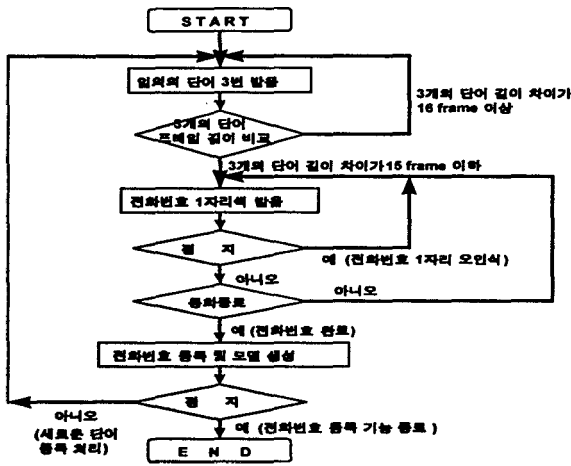 START
임의의 단어 3번 발음
3개의 단어
프레임 길이 비교
3개의 단어 길이 차이가
16 frame 이상
3개의 단어 길이 차이가 15 frame 이하
전화번호 1자리씩 발음
정 지
예 (전화번호 1자리 오인식)
아니오
통화종료
아니오
예 (전화번호 완료)
전화번호 등록 및 모델 생성
정 지
아니오
(새로운 단어
등록 처리)
예 (전화번호 등록 기능 종료)
END